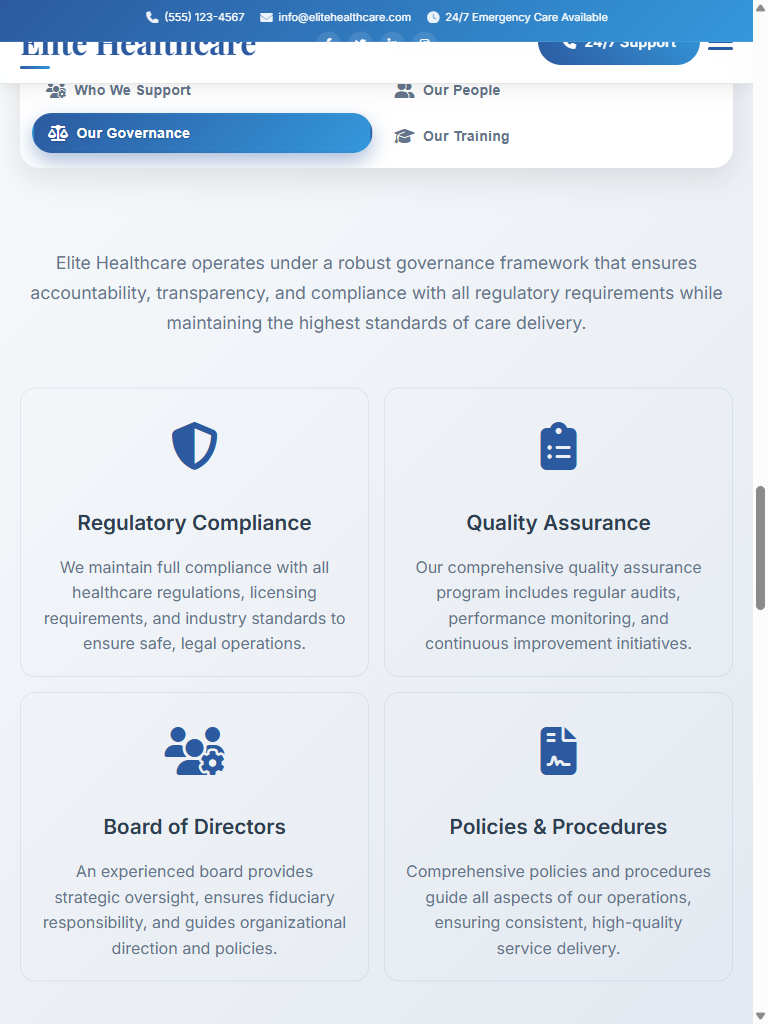 (555) 123-4567 info@elitehealthcare.com 24/7 Emergency Care Available
Elite Healthcare
24/7 Support
Who We Support
Our People
Our Governance
Our Training
Elite Healthcare operates under a robust governance framework that ensures
accountability, transparency, and compliance with all regulatory requirements while
maintaining the highest standards of care delivery.
Regulatory Compliance
We maintain full compliance with all
healthcare regulations, licensing
requirements, and industry standards to
ensure safe, legal operations.
Quality Assurance
Our comprehensive quality assurance
program includes regular audits,
performance monitoring, and
continuous improvement initiatives.
Board of Directors
An experienced board provides
strategic oversight, ensures fiduciary
responsibility, and guides organizational
direction and policies.
Policies & Procedures
Comprehensive policies and procedures
guide all aspects of our operations,
ensuring consistent, high-quality
service delivery.